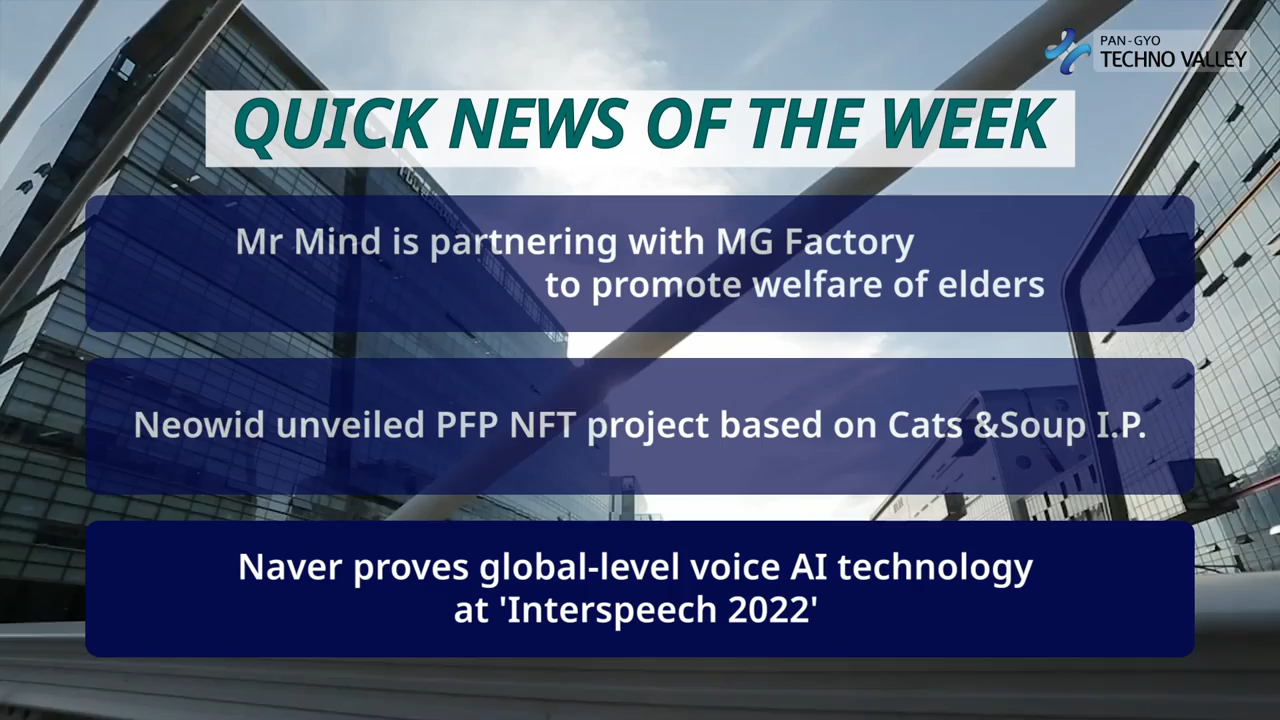 PAN-GYO
TECHNO VALLEY
QUICK NEWS OF THE WEEK
Mr Mind is partnering with MG Factory
to promote welfare of elders
Neowid unveiled PFP NFT project based on Cats &Soup I.P.
Naver proves global-level voice AI technology
at 'Interspeech 2022'